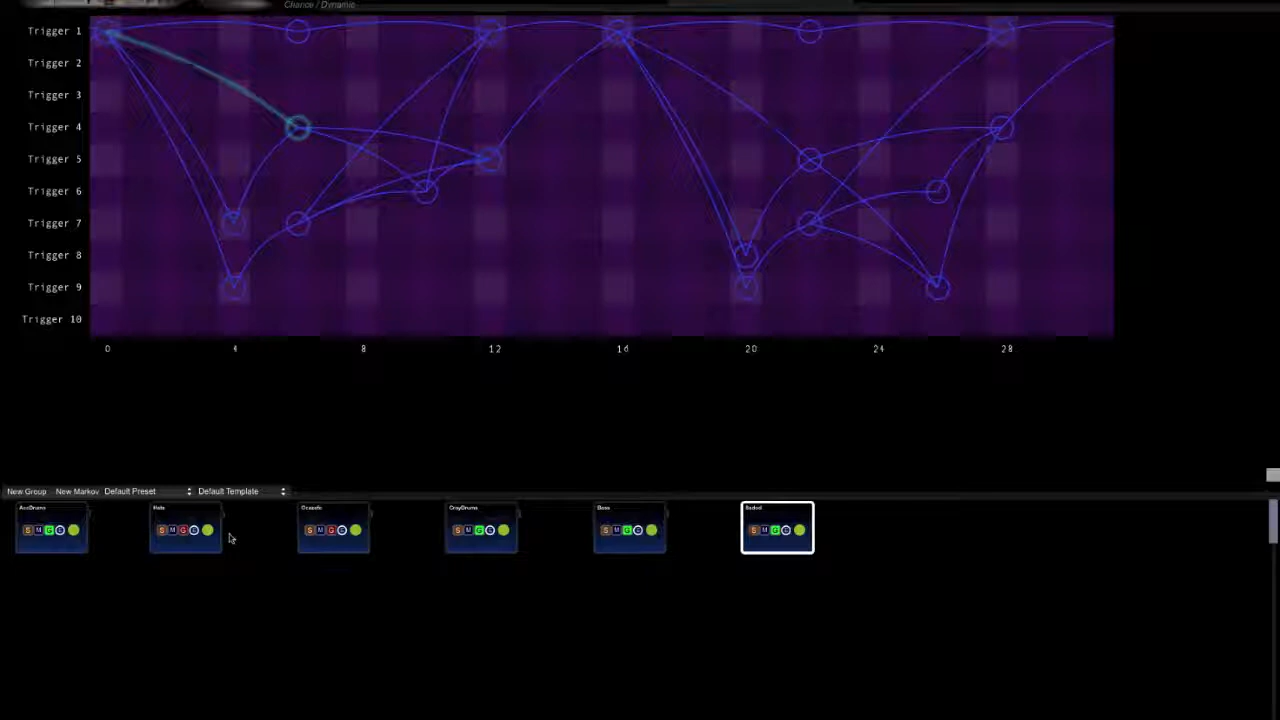 Chance / Dynamic
Trigger 1
Trigger 2
Trigger 3
Trigger 4
Trigger 5
Trigger 6
Trigger 7
Trigger 8
Trigger 9
Trigger 10
0 4 8 12 16 20 24 28
New Group New Markov Default Preset Default Template
Bass
S M G C S M G C S M G C S M G C S M G C S M G C